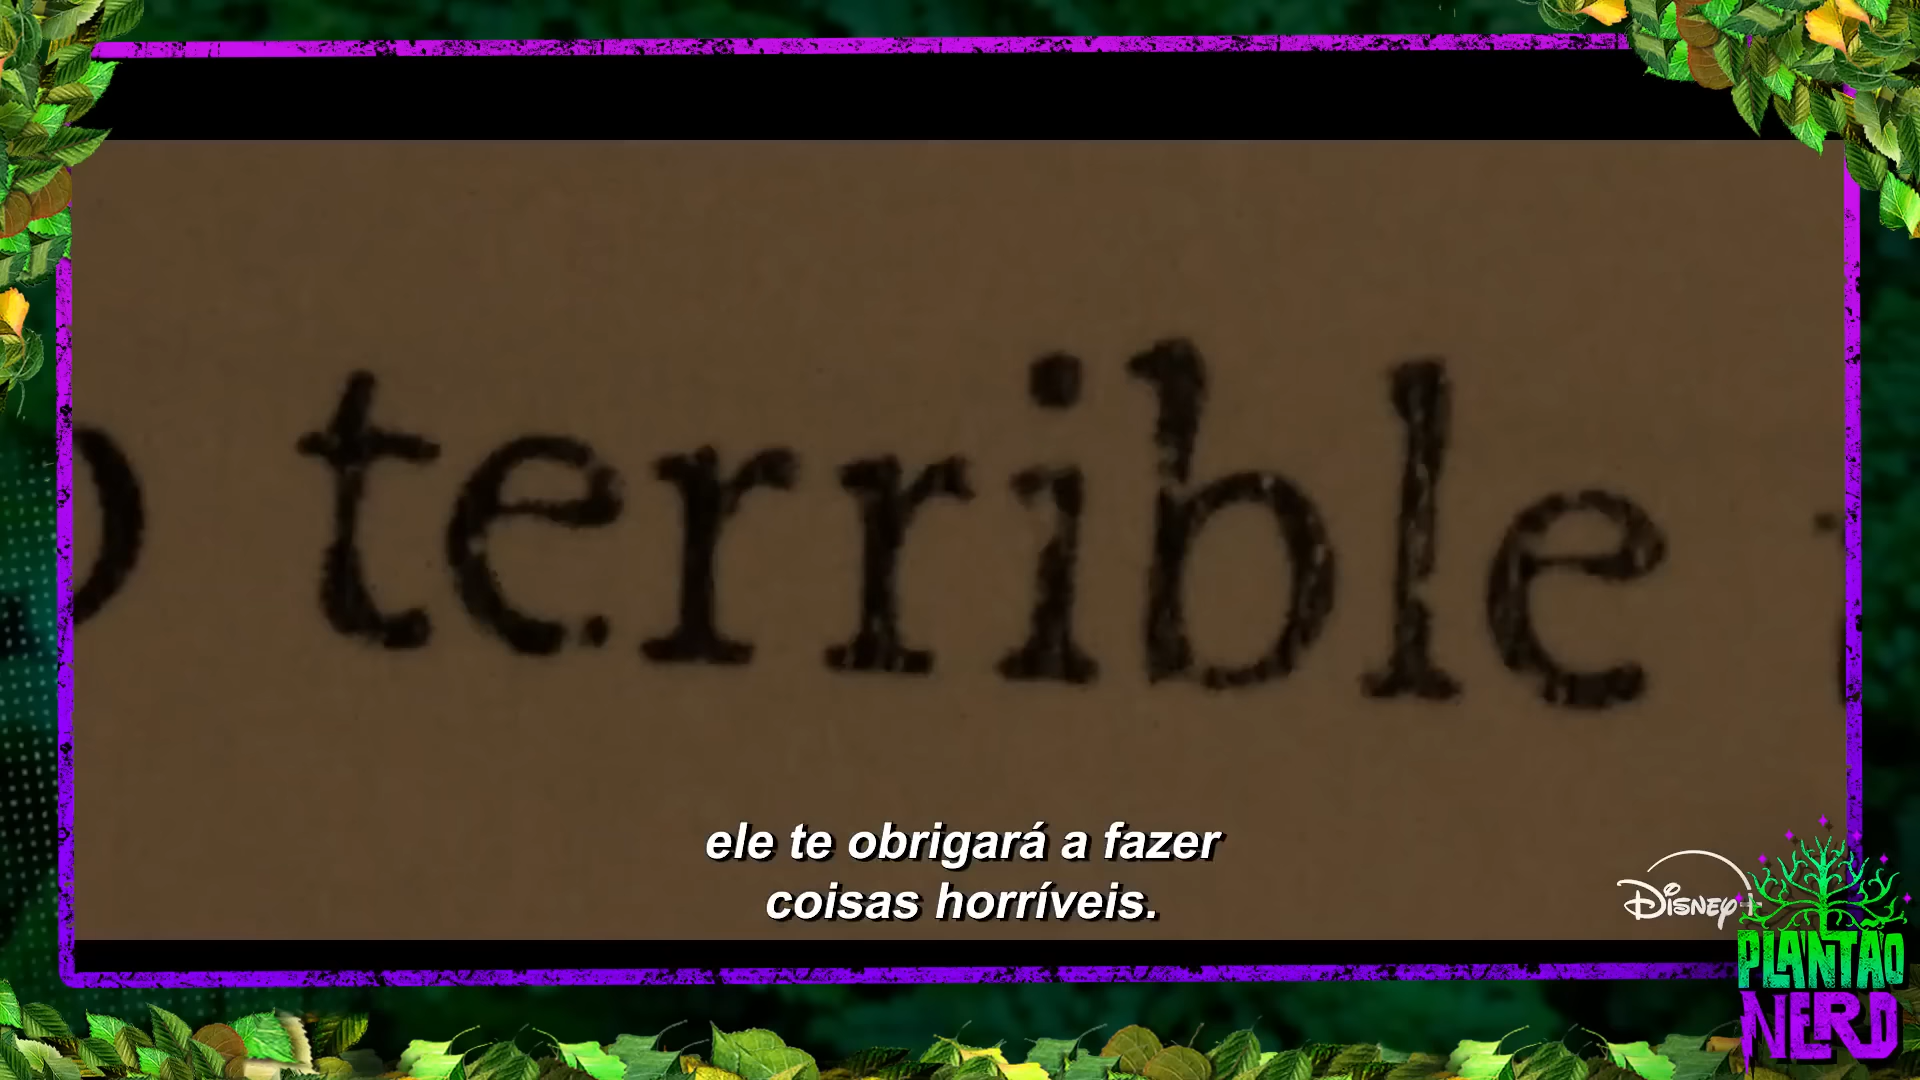 terrible
ele te obrigará a fazer
coisas horríveis.
Disney+
PLANTÃO
NERD